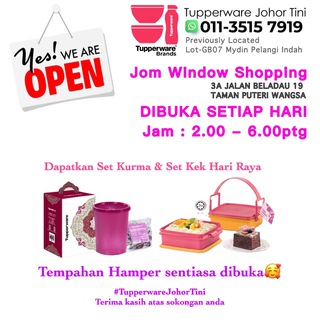 Yes! WE ARE
OPEN
Tupperware
Brands
Tupperware Johor Tini
011-3515 7919
Previously Located
Lot-GB07 Mydin Pelangi Indah
Jom Window Shopping
3A JALAN BELADAU 19
TAMAN PUTERI WANGSA
DIBUKA SETIAP HARI
Jam : 2.00 – 6.00ptg
Dapatkan Set Kurma & Set Kek Hari Raya
Tupperware
Tempahan Hamper sentiasa dibuka🥰
#TupperwareJohorTini
Terima kasih atas sokongan anda